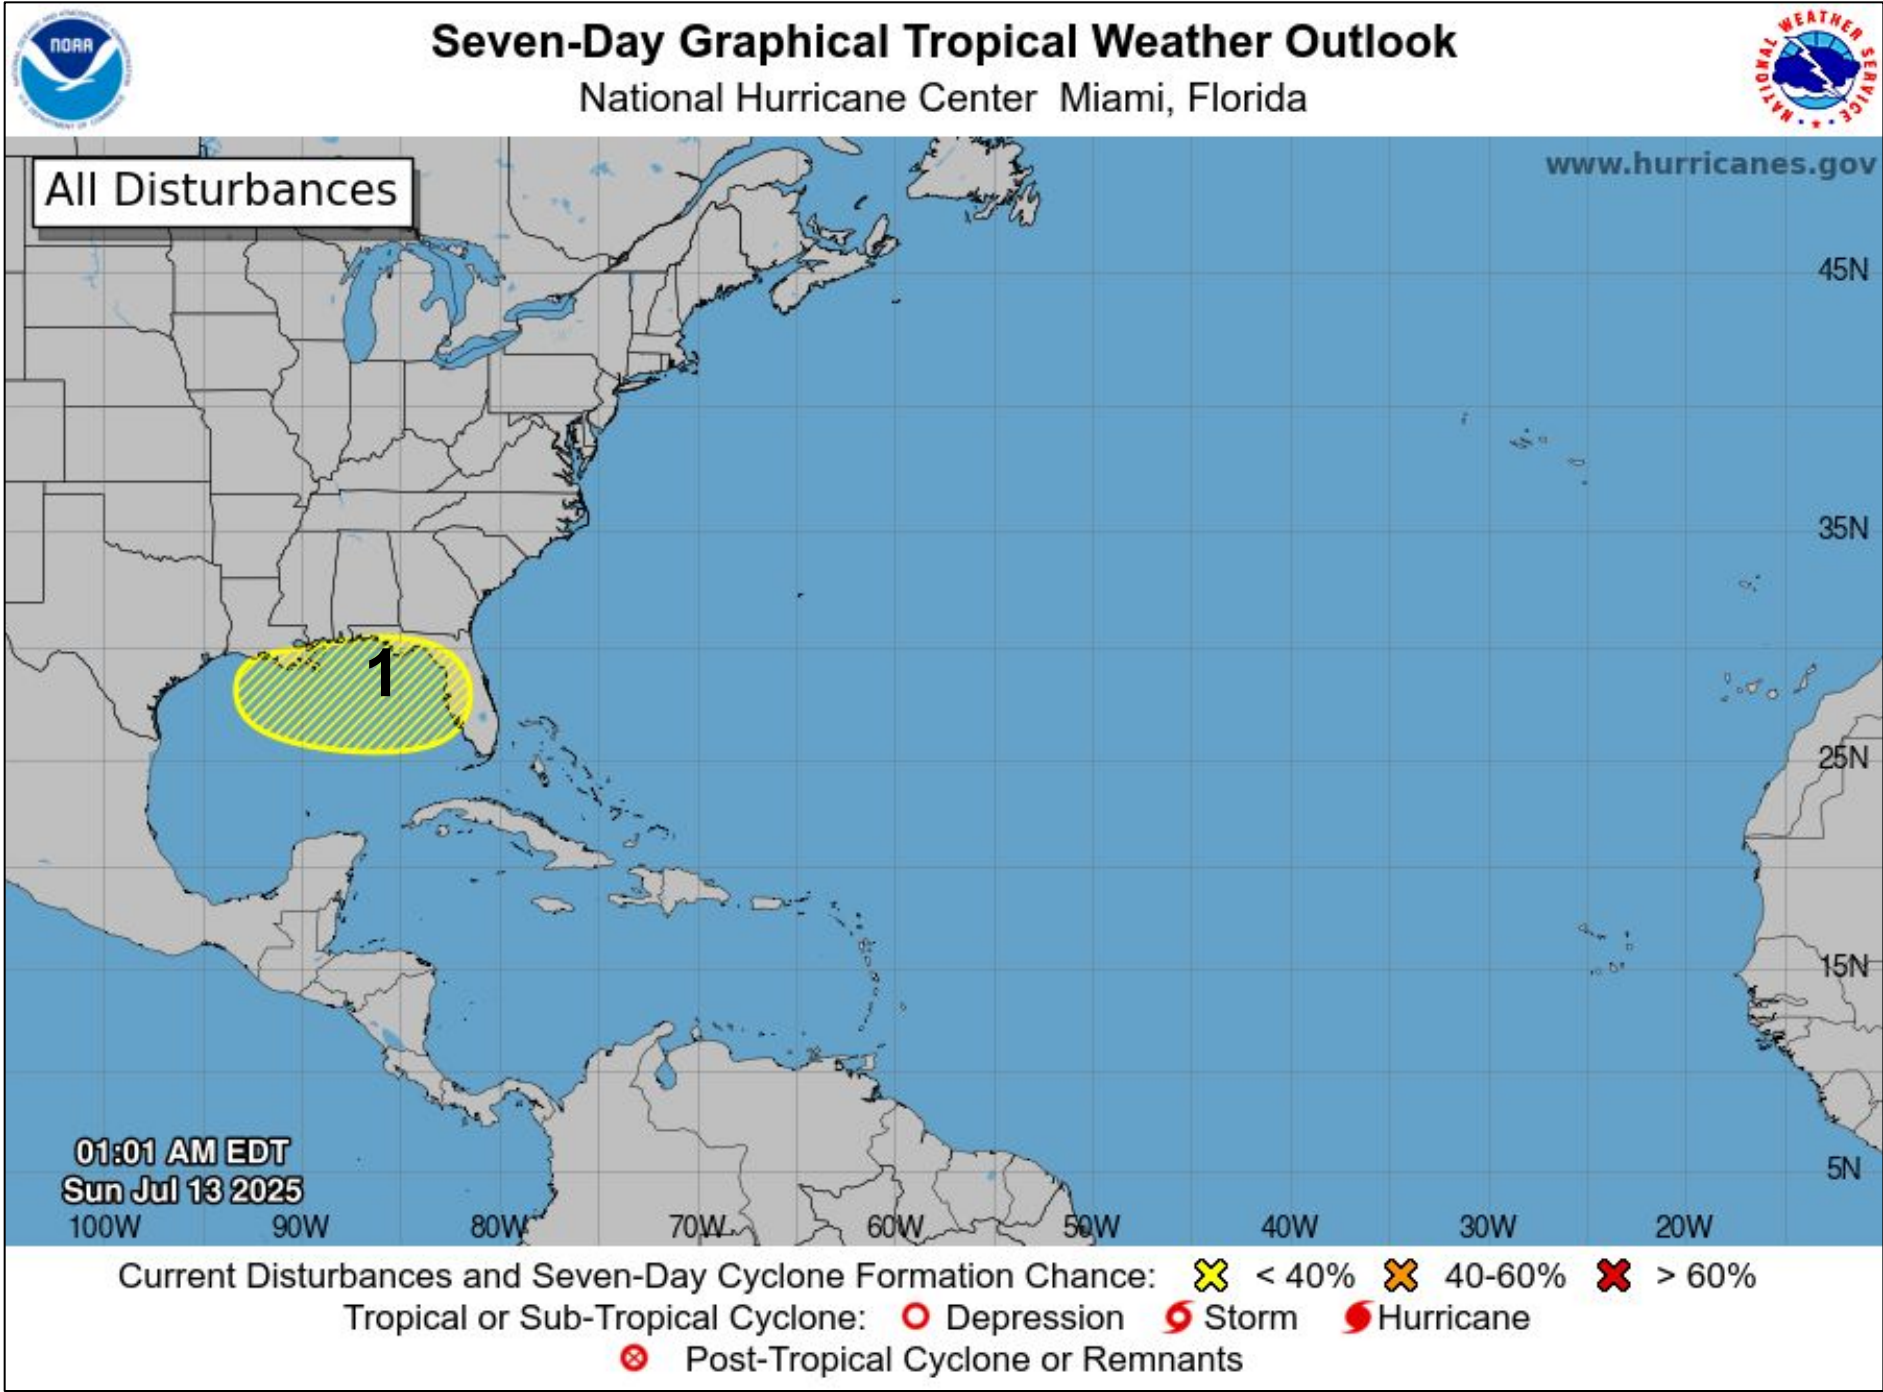 Seven-Day Graphical Tropical Weather Outlook
National Hurricane Center Miami, Florida
NOAA
NATIONAL WEATHER SERVICE
All Disturbances
www.hurricanes.gov
45N
35N
1
25N
15N
01:01 AM EDT
Sun Jul 13 2025
5N
100W 90W 80W 70W 60W 50W 40W 30W 20W
Current Disturbances and Seven-Day Cyclone Formation Chance: < 40% 40-60% > 60%
Tropical or Sub-Tropical Cyclone: Depression Storm Hurricane
Post-Tropical Cyclone or Remnants